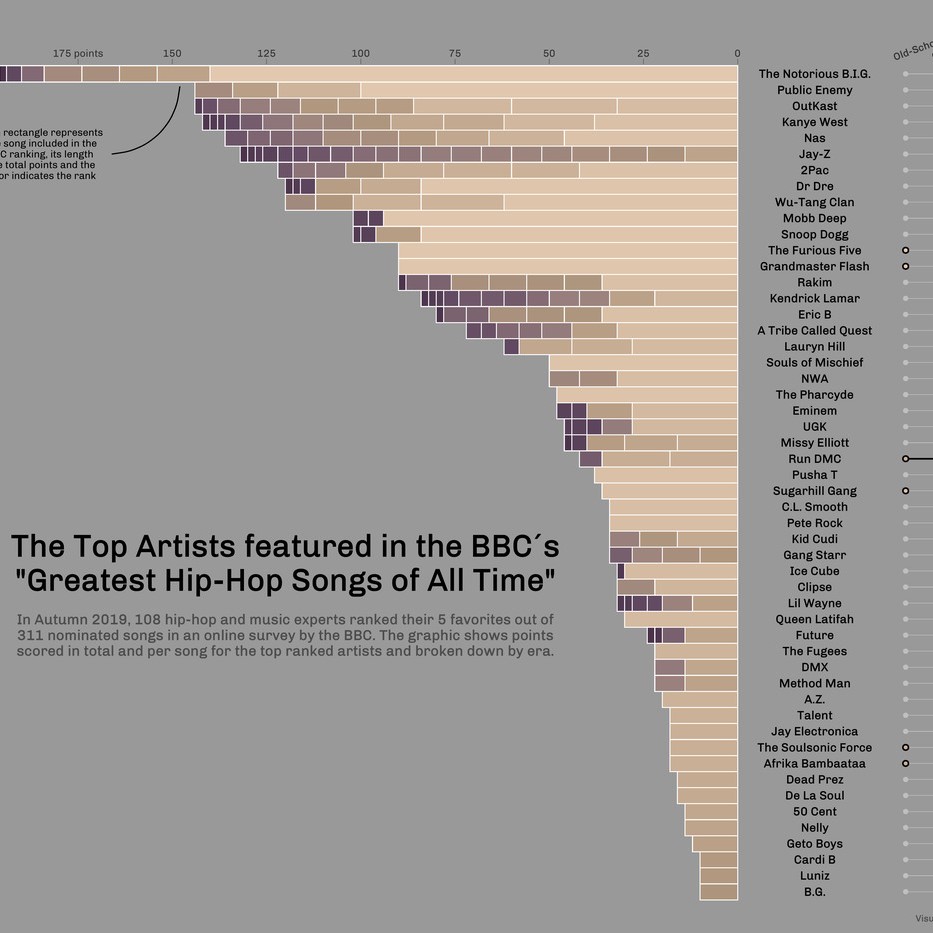 Old-Scho
175 points 150 125 100 75 50 25 0
rectangle represents
song included in the
C ranking, its length
total points and the
or indicates the rank
The Notorious B.I.G.
Public Enemy
OutKast
Kanye West
Nas
Jay-Z
2Pac
Dr Dre
Wu-Tang Clan
Mobb Deep
Snoop Dogg
The Furious Five
Grandmaster Flash
Rakim
Kendrick Lamar
Eric B
A Tribe Called Quest
Lauryn Hill
Souls of Mischief
NWA
The Pharcyde
Eminem
UGK
Missy Elliott
Run DMC
Pusha T
Sugarhill Gang
C.L. Smooth
Pete Rock
Kid Cudi
Gang Starr
Ice Cube
Clipse
Lil Wayne
Queen Latifah
Future
The Fugees
DMX
Method Man
A.Z.
Talent
Jay Electronica
The Soulsonic Force
Afrika Bambaataa
Dead Prez
De La Soul
50 Cent
Nelly
Geto Boys
Cardi B
Luniz
B.G.
The Top Artists featured in the BBC´s
"Greatest Hip-Hop Songs of All Time"
In Autumn 2019, 108 hip-hop and music experts ranked their 5 favorites out of
311 nominated songs in an online survey by the BBC. The graphic shows points
scored in total and per song for the top ranked artists and broken down by era.
Visu